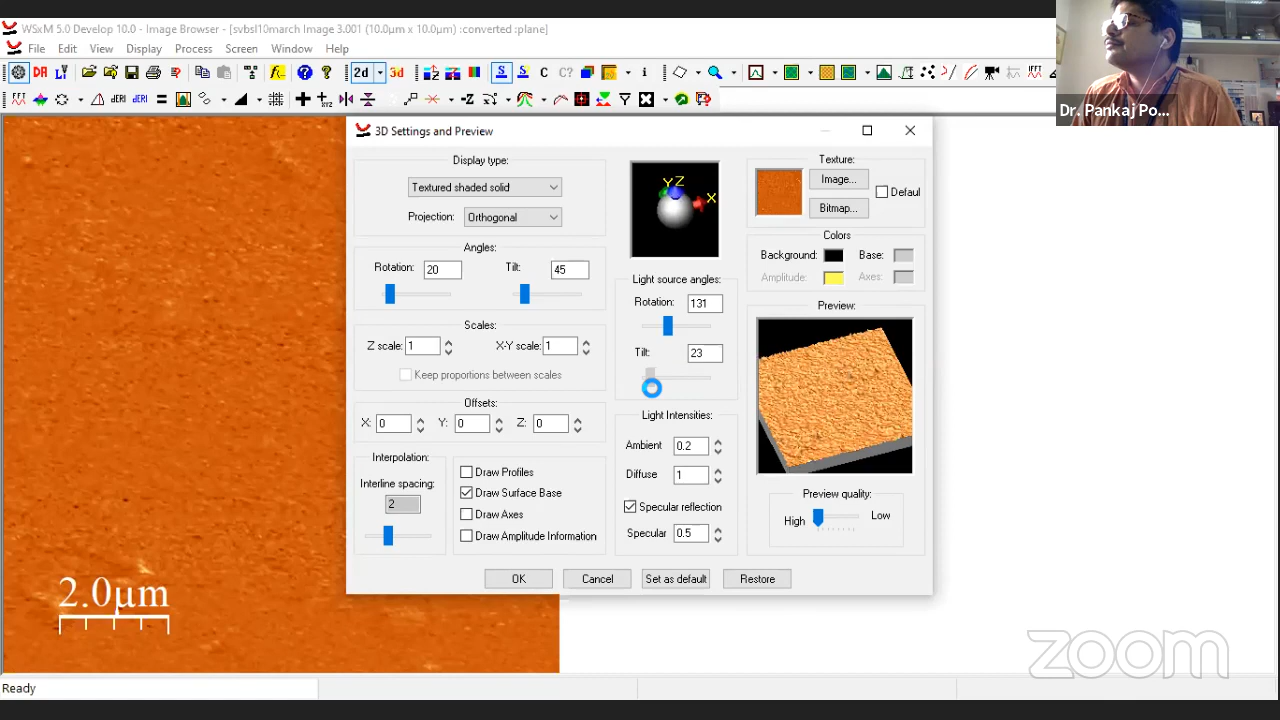 WSxM 5.0 Develop 10.0 - Image Browser - [svbsl10march Image 3.001 (10.0µm x 10.0µm) :converted :plane]
File Edit View Display Process Screen Window Help
2d 3d S S C C? i
FFT dERI dERI -Z
Dr. Pankaj Po...
3D Settings and Preview
Display type:
Textured shaded solid
Projection: Orthogonal
Angles:
Rotation: 20 Tilt: 45
Scales:
Z scale: 1 X-Y scale: 1
Keep proportions between scales
Offsets:
X: 0 Y: 0 Z: 0
Interpolation:
Interline spacing:
2
Draw Profiles
Draw Surface Base
Draw Axes
Draw Amplitude Information
Y Z X
Light source angles:
Rotation: 131
Tilt: 23
Light Intensities:
Ambient 0.2
Diffuse 1
Specular reflection
Specular 0.5
Texture:
Image...
Bitmap...
Defaul
Colors
Background: Base:
Amplitude: Axes:
Preview:
Preview quality:
High Low
OK Cancel Set as default Restore
2.0µm
zoom
Ready